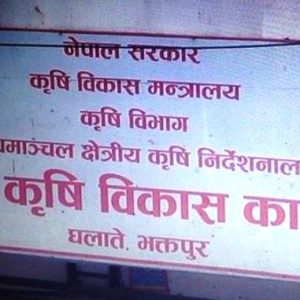 नेपाल सरकार
कृषि विकास मन्त्रालय
कृषि विभाग
क्षेत्रीय कृषि
कृषि विकास
घलाते, भक्तपुर